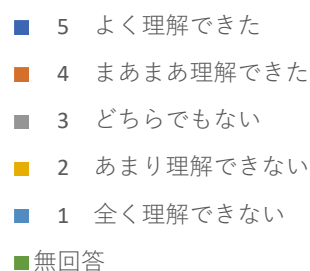 5 よく理解できた
4 まあまあ理解できた
3 どちらでもない
2 あまり理解できない
1 全く理解できない
無回答